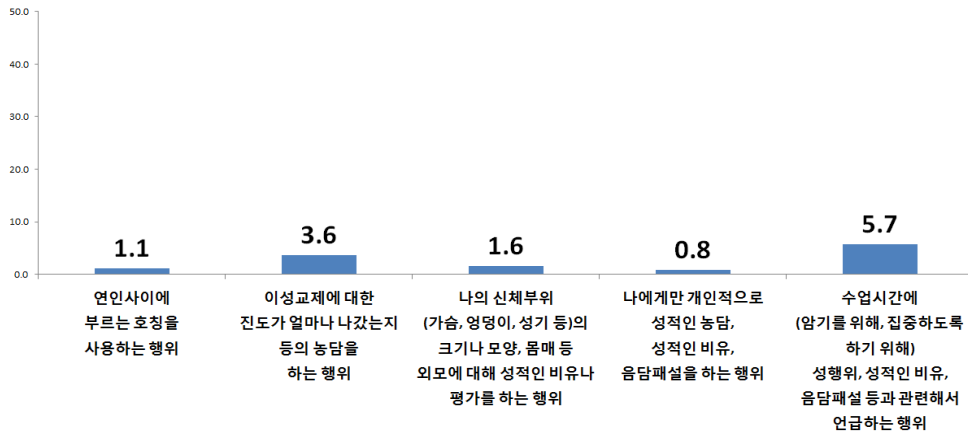 50.0
40.0
30.0
20.0
10.0
0.0
1.1
3.6
1.6
0.8
5.7
연인사이에
부르는 호칭을
사용하는 행위
이성교제에 대한
진도가 얼마나 나갔는지
등의 농담을
하는 행위
나의 신체부위
(가슴, 엉덩이, 성기 등)의
크기나 모양, 몸매 등
외모에 대해 성적인 비유나
평가를 하는 행위
나에게만 개인적으로
성적인 농담,
성적인 비유,
음담패설을 하는 행위
수업시간에
(암기를 위해, 집중하도록
하기 위해)
성행위, 성적인 비유,
음담패설 등과 관련해서
언급하는 행위